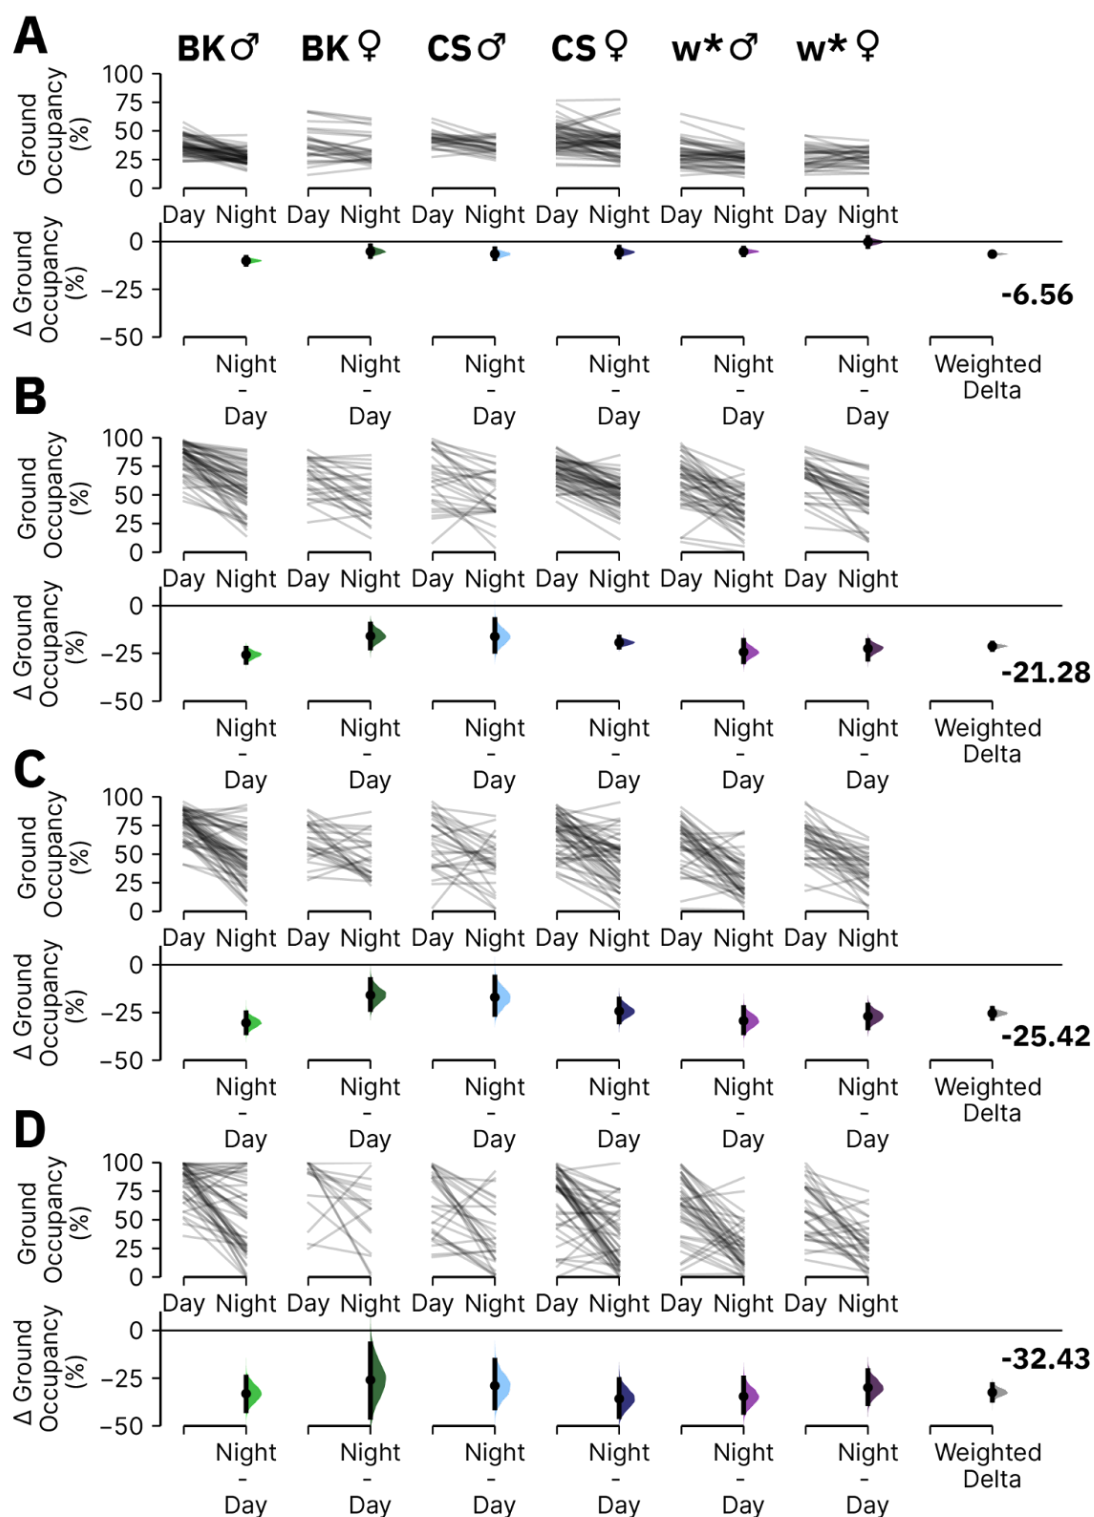 A
BK♂ BK♀ CS♂ CS♀ w*♂ w*♀
Ground
Occupancy
(%)
100
75
50
25
0
Day Night Day Night Day Night Day Night Day Night Day Night
Δ Ground
Occupancy
(%)
0
−25
−50
-6.56
Night Night Night Night Night Night Weighted
- - - - - - Delta
Day Day Day Day Day Day
B
Ground
Occupancy
(%)
100
75
50
25
0
Day Night Day Night Day Night Day Night Day Night Day Night
Δ Ground
Occupancy
(%)
0
−25
−50
-21.28
Night Night Night Night Night Night Weighted
- - - - - - Delta
Day Day Day Day Day Day
C
Ground
Occupancy
(%)
100
75
50
25
0
Day Night Day Night Day Night Day Night Day Night Day Night
Δ Ground
Occupancy
(%)
0
−25
−50
-25.42
Night Night Night Night Night Night Weighted
- - - - - - Delta
Day Day Day Day Day Day
D
Ground
Occupancy
(%)
100
75
50
25
0
Day Night Day Night Day Night Day Night Day Night Day Night
Δ Ground
Occupancy
(%)
0
−25
−50
-32.43
Night Night Night Night Night Night Weighted
- - - - - - Delta
Day Day Day Day Day Day